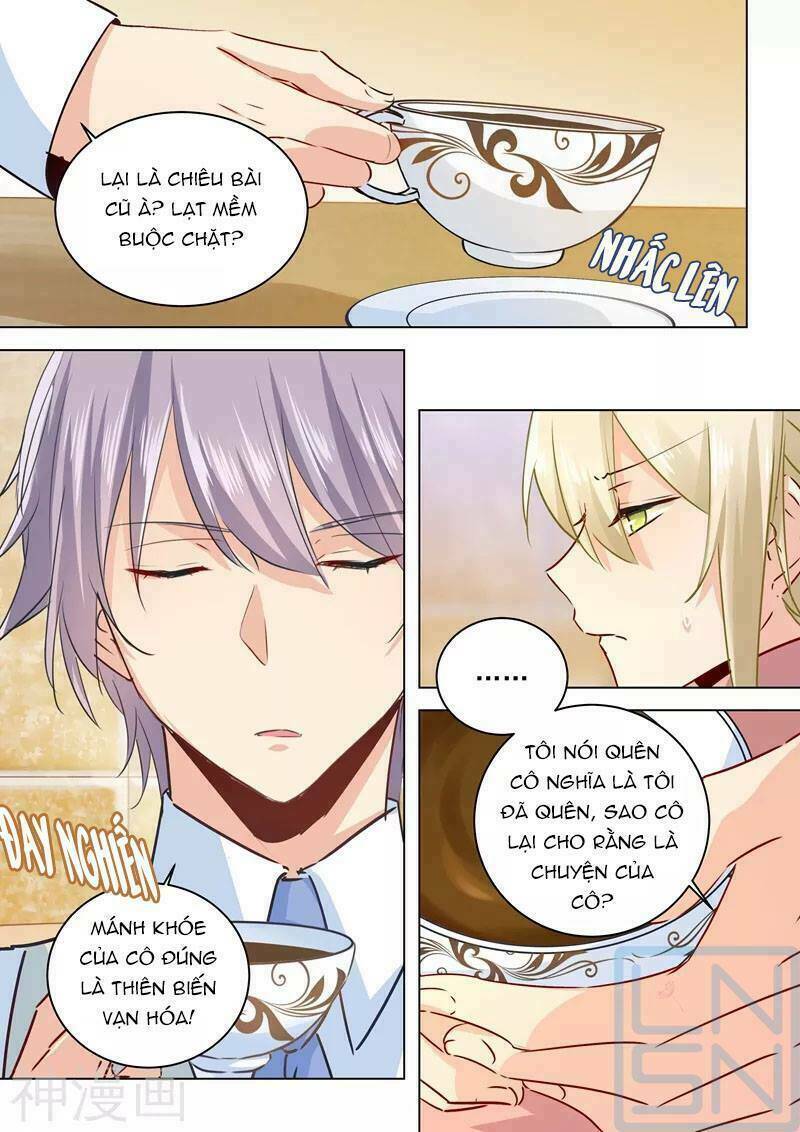 LẠI LÀ CHIÊU BÀI
CŨ À? LẠT MỀM
BUỘC CHẶT?
NHẤC LÊN
......
TÔI NÓI QUÊN
CÔ NGHĨA LÀ TÔI
ĐÃ QUÊN, SAO CÔ
LẠI CHO RẰNG LÀ
CHUYỆN CỦA
CÔ?
ĐAY NGHIẾN
MÁNH KHÓE
CỦA CÔ ĐÚNG
LÀ THIÊN BIẾN
VẠN HÓA!
LN
SN
神漫画